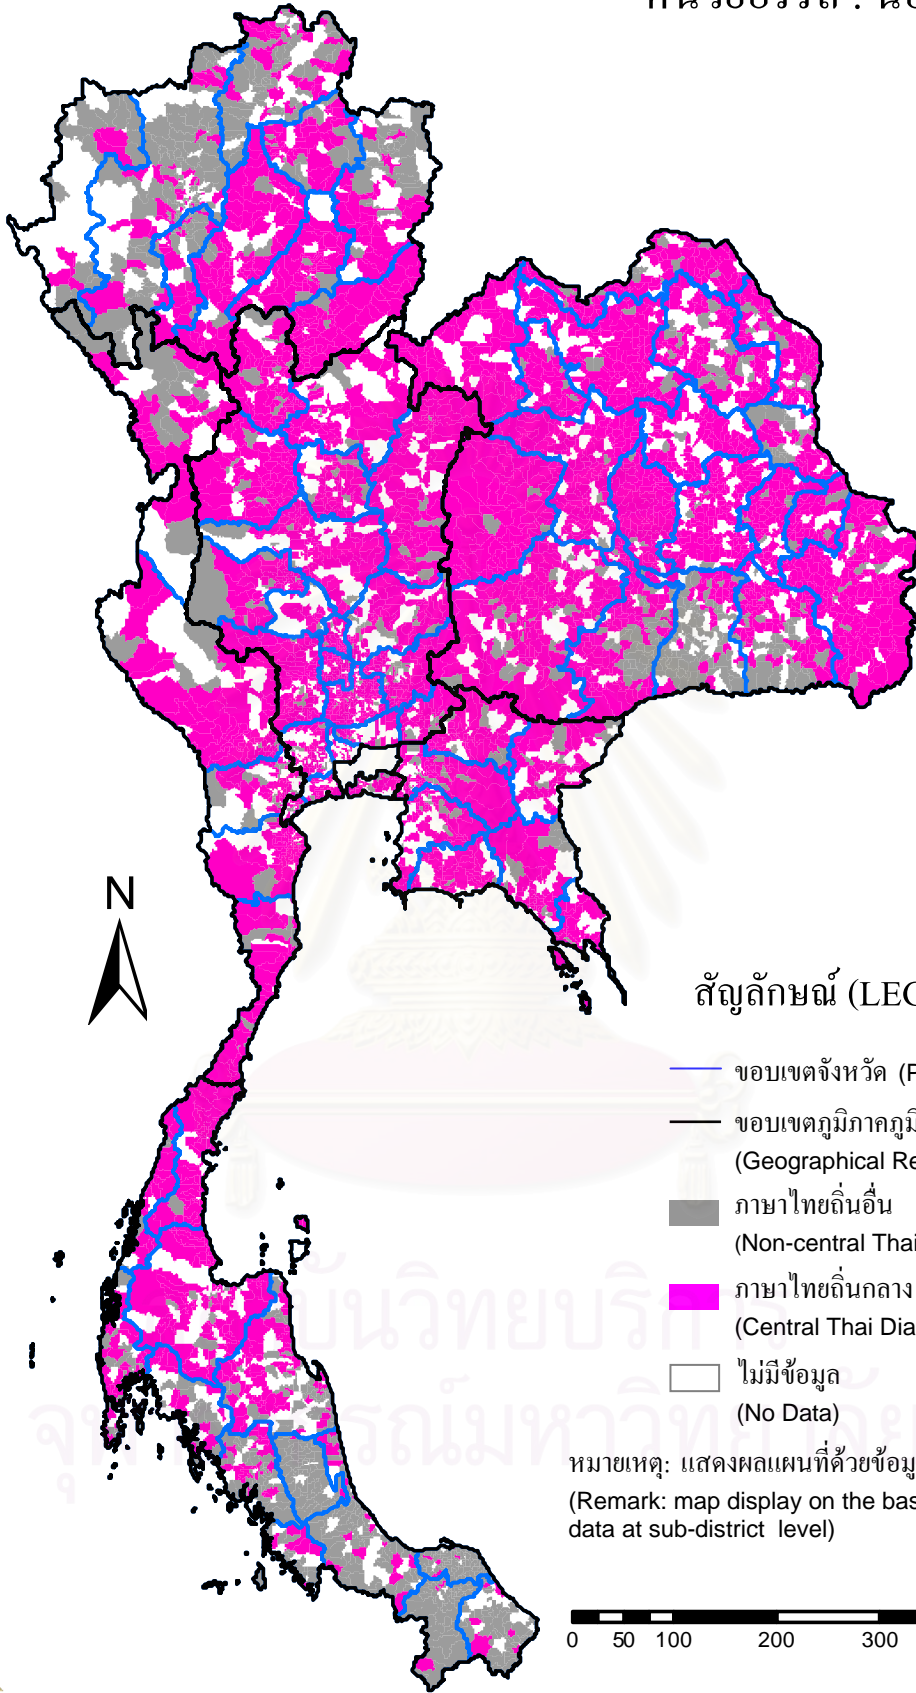 N
สัญลักษณ์ (LEG
ขอบเขตจังหวัด (P
ขอบเขตภูมิภาคภูมิ
(Geographical Re
ภาษาไทยถิ่นอื่น
(Non-central Thai
ภาษาไทยถิ่นกลาง
(Central Thai Dia
ไม่มีข้อมูล
(No Data)
หมายเหตุ: แสดงผลแผนที่ด้วยข้อมู
(Remark: map display on the bas
data at sub-district level)
0 50 100 200 300